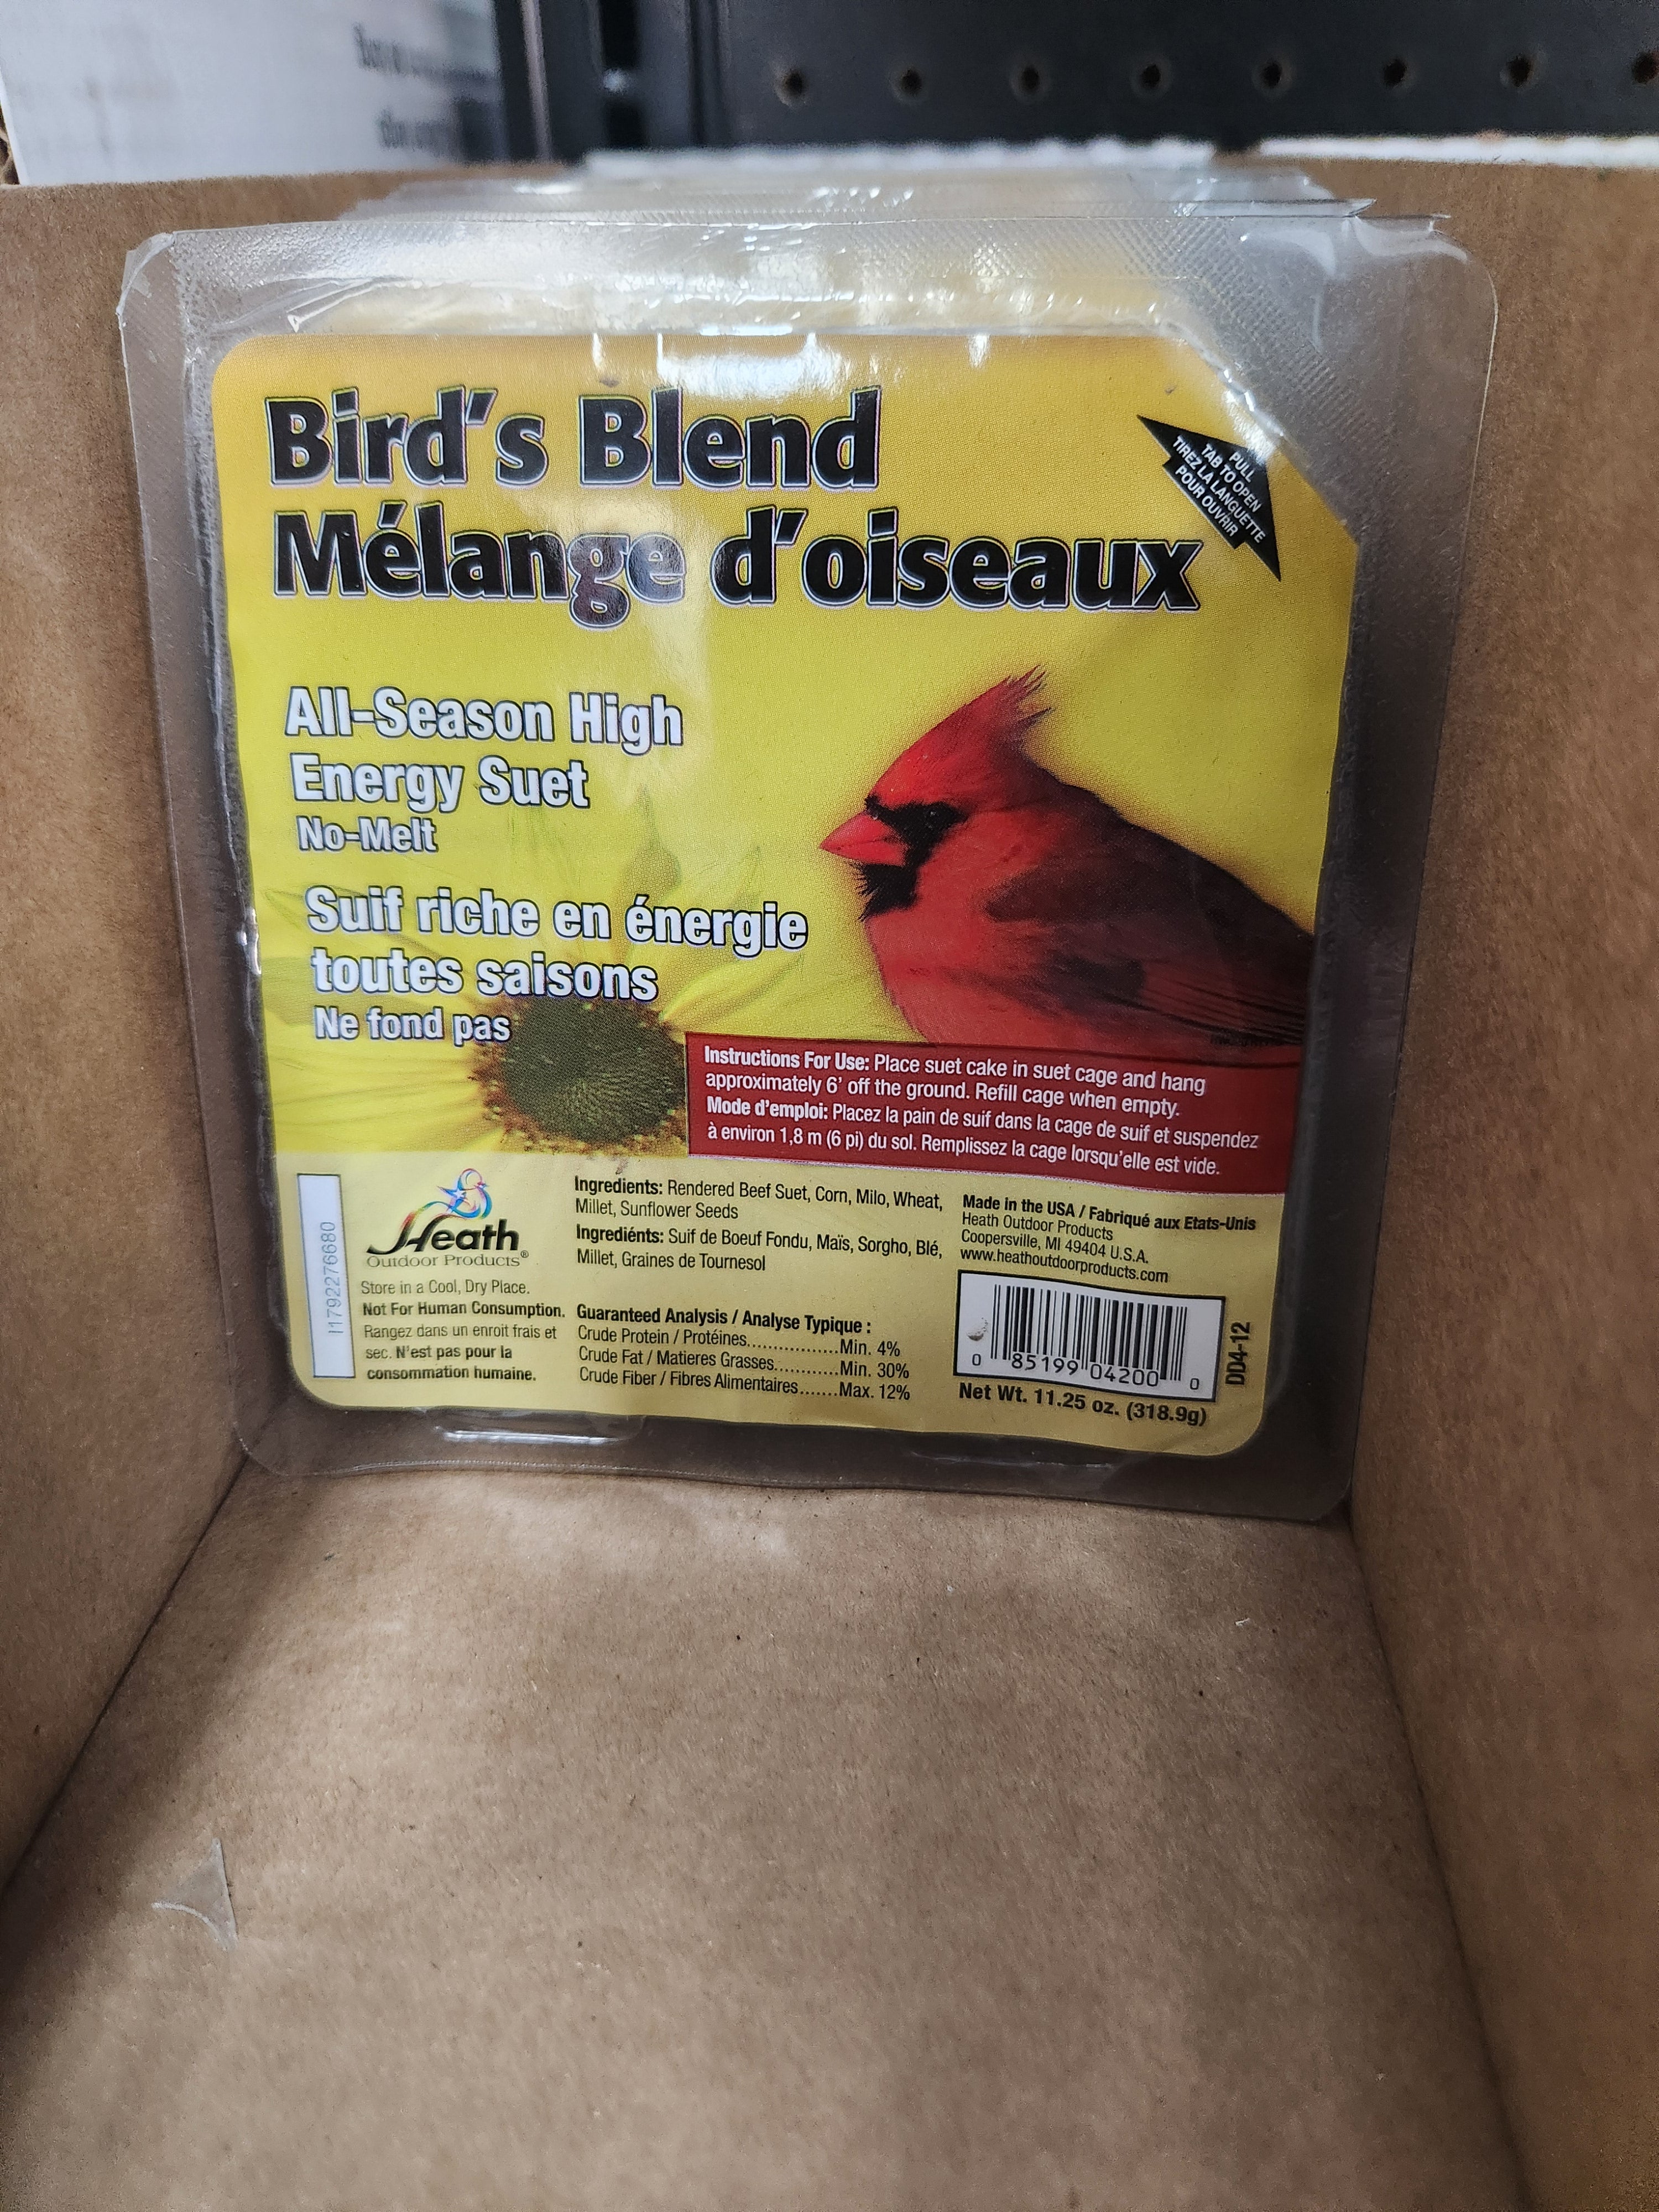 Bird's Blend
Mélange d'oiseaux
PULL
TAB TO OPEN
TIREZ LA LANGUETTE
POUR OUVRIR
All-Season High
Energy Suet
No-Melt
Suif riche en énergie
toutes saisons
Ne fond pas
Instructions For Use: Place suet cake in suet cage and hang
approximately 6' off the ground. Refill cage when empty.
Mode d'emploi: Placez la pain de suif dans la cage de suif et suspendez
à environ 1,8 m (6 pi) du sol. Remplissez la cage lorsqu'elle est vide.
I1792276680
Heath
Outdoor Products®
Store in a Cool, Dry Place.
Not For Human Consumption.
Rangez dans un enroit frais et
sec. N'est pas pour la
consommation humaine.
Ingredients: Rendered Beef Suet, Corn, Milo, Wheat,
Millet, Sunflower Seeds
Ingrediénts: Suif de Boeuf Fondu, Maïs, Sorgho, Blé,
Millet, Graines de Tournesol
Guaranteed Analysis / Analyse Typique :
Crude Protein / Protéines..................Min. 4%
Crude Fat / Matieres Grasses............Min. 30%
Crude Fiber / Fibres Alimentaires.......Max. 12%
Made in the USA / Fabriqué aux Etats-Unis
Heath Outdoor Products
Coopersville, MI 49404 U.S.A.
www.heathoutdoorproducts.com
0 85199 04200 0
DD4-12
Net Wt. 11.25 oz. (318.9g)